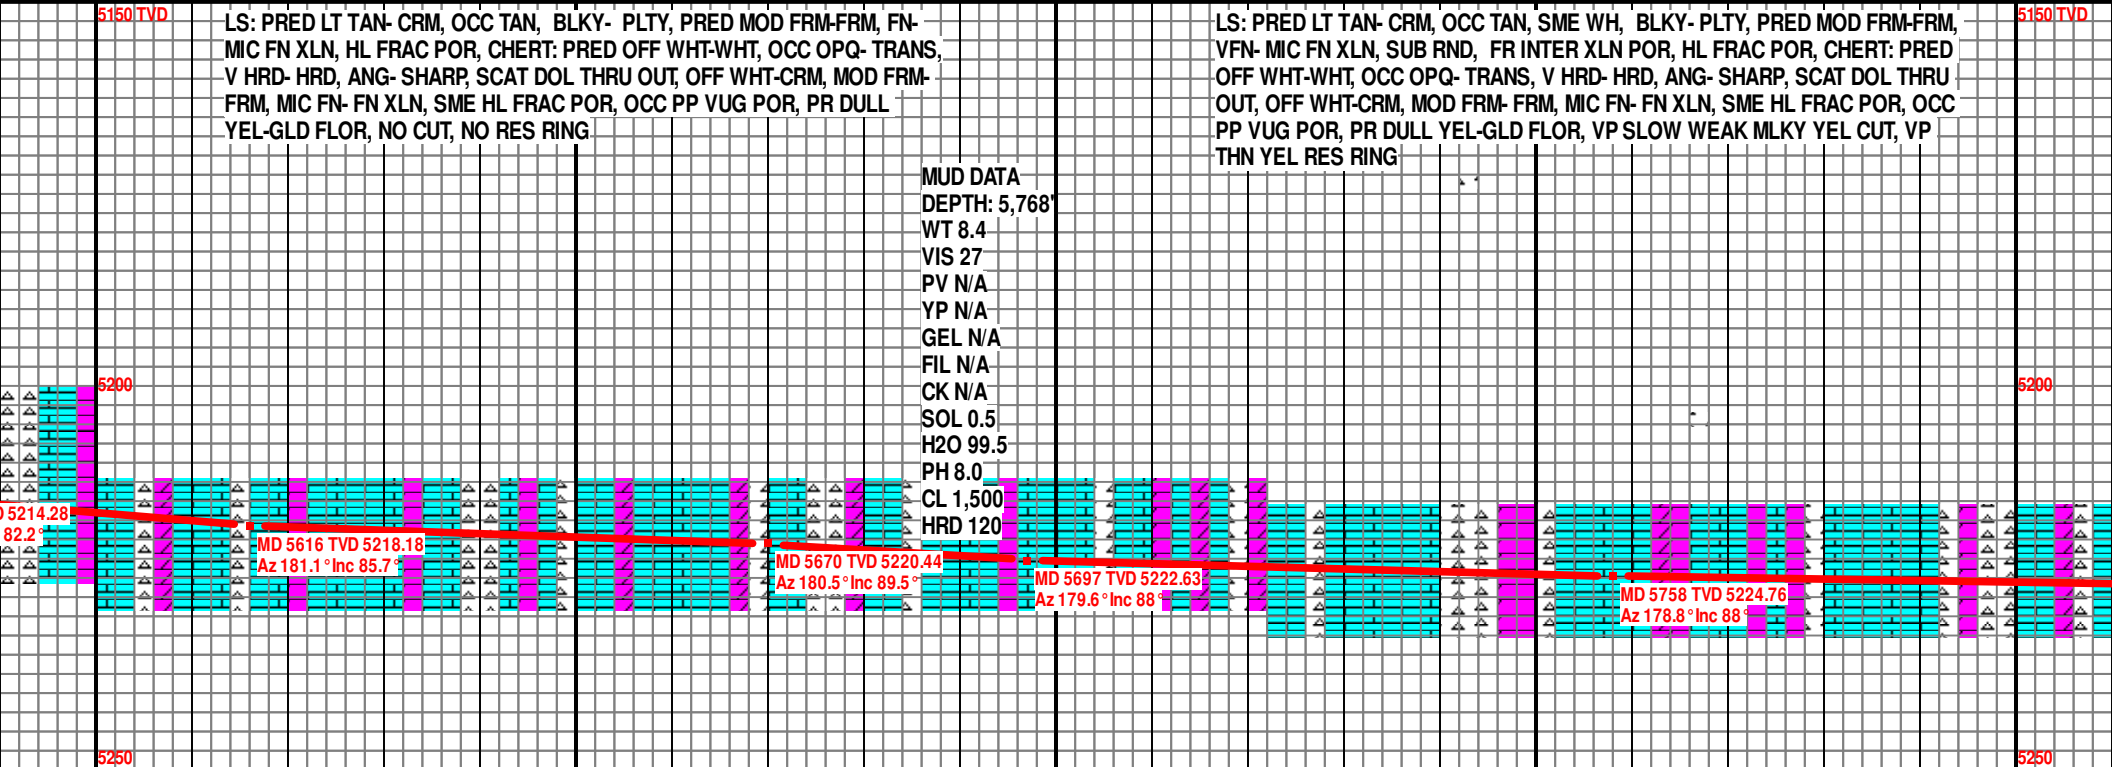 5150 TVD
LS: PRED LT TAN- CRM, OCC TAN, BLKY- PLTY, PRED MOD FRM-FRM, FN-
MIC FN XLN, HL FRAC POR, CHERT: PRED OFF WHT-WHT, OCC OPQ- TRANS,
V HRD- HRD, ANG- SHARP, SCAT DOL THRU OUT, OFF WHT-CRM, MOD FRM-
FRM, MIC FN- FN XLN, SME HL FRAC POR, OCC PP VUG POR, PR DULL
YEL-GLD FLOR, NO CUT, NO RES RING
LS: PRED LT TAN- CRM, OCC TAN, SME WH, BLKY- PLTY, PRED MOD FRM-FRM,
VFN- MIC FN XLN, SUB RND, FR INTER XLN POR, HL FRAC POR, CHERT: PRED
OFF WHT-WHT, OCC OPQ- TRANS, V HRD- HRD, ANG- SHARP, SCAT DOL THRU
OUT, OFF WHT-CRM, MOD FRM- FRM, MIC FN- FN XLN, SME HL FRAC POR, OCC
PP VUG POR, PR DULL YEL-GLD FLOR, VP SLOW WEAK MLKY YEL CUT, VP
THN YEL RES RING
5150 TVD
MUD DATA
DEPTH: 5,768'
WT 8.4
VIS 27
PV N/A
YP N/A
GEL N/A
FIL N/A
CK N/A
SOL 0.5
H2O 99.5
PH 8.0
CL 1,500
HRD 120
5200
5200
D 5214.28
82.2°
MD 5616 TVD 5218.18
Az 181.1° Inc 85.7°
MD 5670 TVD 5220.44
Az 180.5° Inc 89.5°
MD 5697 TVD 5222.63
Az 179.6° Inc 88°
MD 5758 TVD 5224.76
Az 178.8° Inc 88°
5250
5250